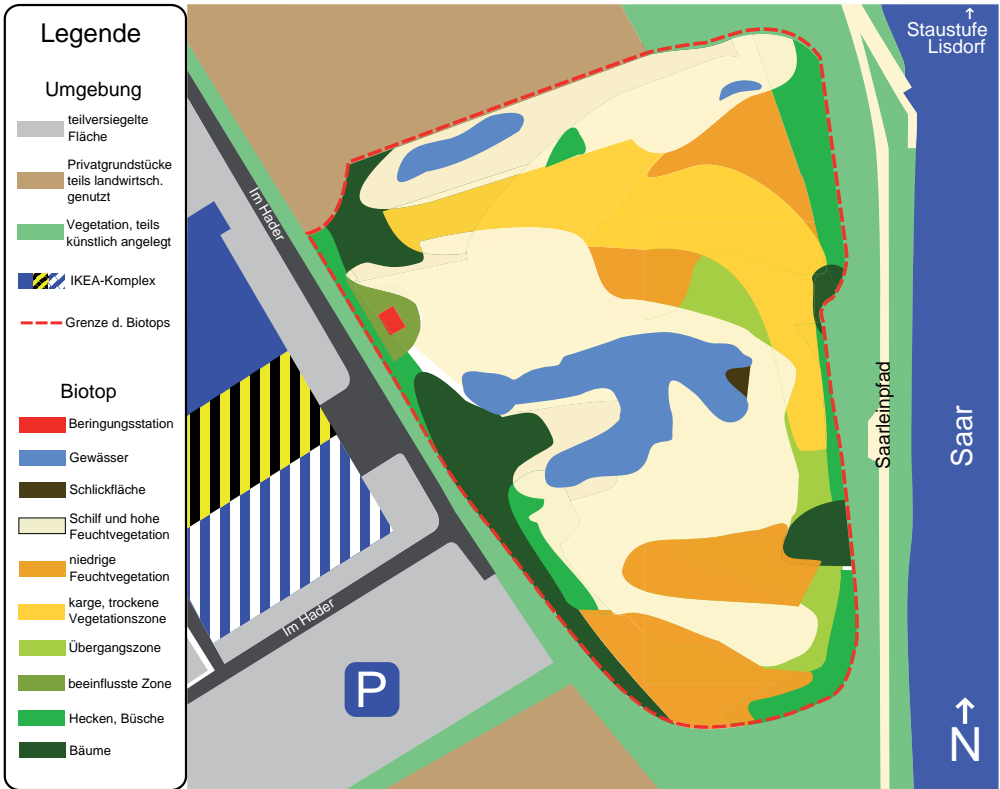 Legende
Umgebung
teilversiegelte
Fläche
Privatgrundstücke
teils landwirtsch.
genutzt
Vegetation, teils
künstlich angelegt
IKEA-Komplex
Grenze d. Biotops
Biotop
Beringungsstation
Gewässer
Schlickfläche
Schilf und hohe
Feuchtvegetation
niedrige
Feuchtvegetation
karge, trockene
Vegetationszone
Übergangszone
beeinflusste Zone
Hecken, Büsche
Bäume
Im Hader
Im Hader
P
Staustufe
Lisdorf
Saarleinpfad
Saar
N